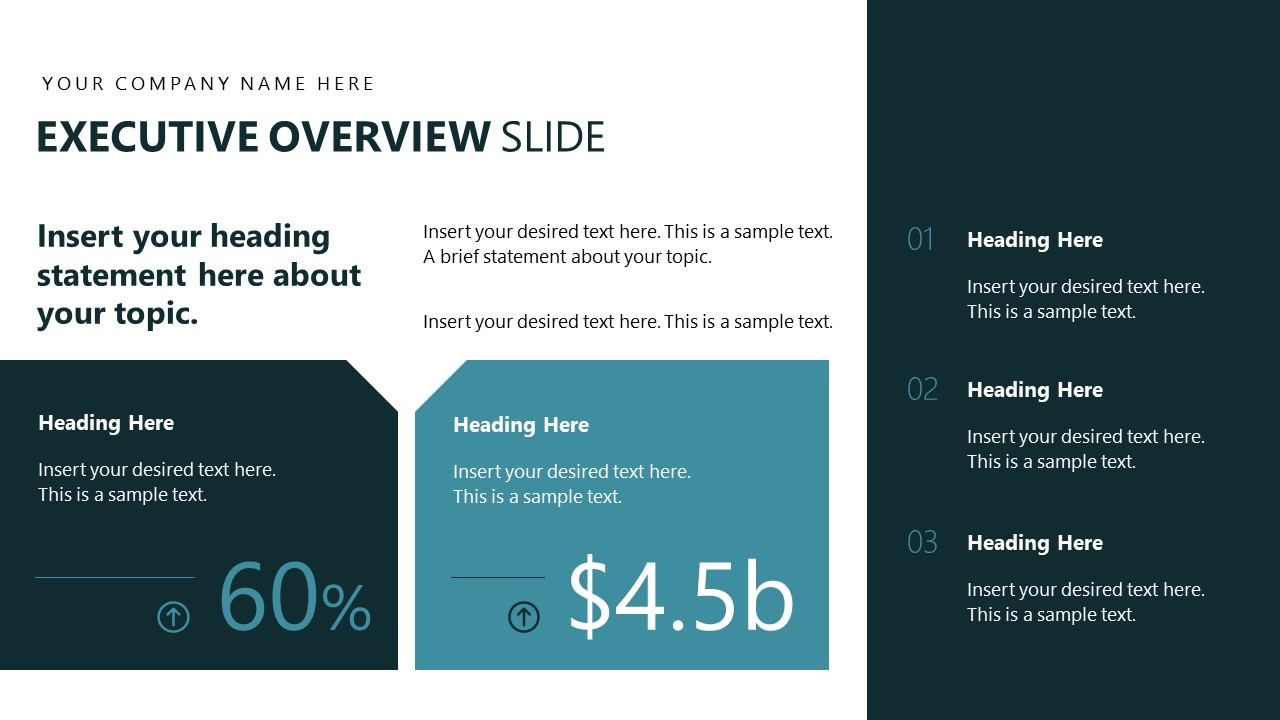 YOUR COMPANY NAME HERE
EXECUTIVE OVERVIEW SLIDE
Insert your heading
statement here about
your topic.
Insert your desired text here. This is a sample text.
A brief statement about your topic.
Insert your desired text here. This is a sample text.
Heading Here
Insert your desired text here.
This is a sample text.
60%
Heading Here
Insert your desired text here.
This is a sample text.
$4.5b
01 Heading Here
Insert your desired text here.
This is a sample text.
02 Heading Here
Insert your desired text here.
This is a sample text.
03 Heading Here
Insert your desired text here.
This is a sample text.